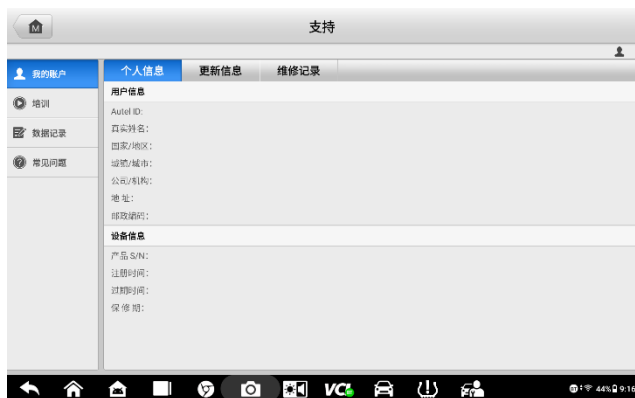 支持
我的账户
培训
数据记录
常见问题
个人信息 更新信息 维修记录
用户信息
Autel ID:
真实姓名:
国家/地区:
城镇/城市:
公司/机构:
地 址:
邮政编码:
设备信息
产品 S/N:
注册时间:
过期时间:
保 修 期:
VCI 44% 9:16